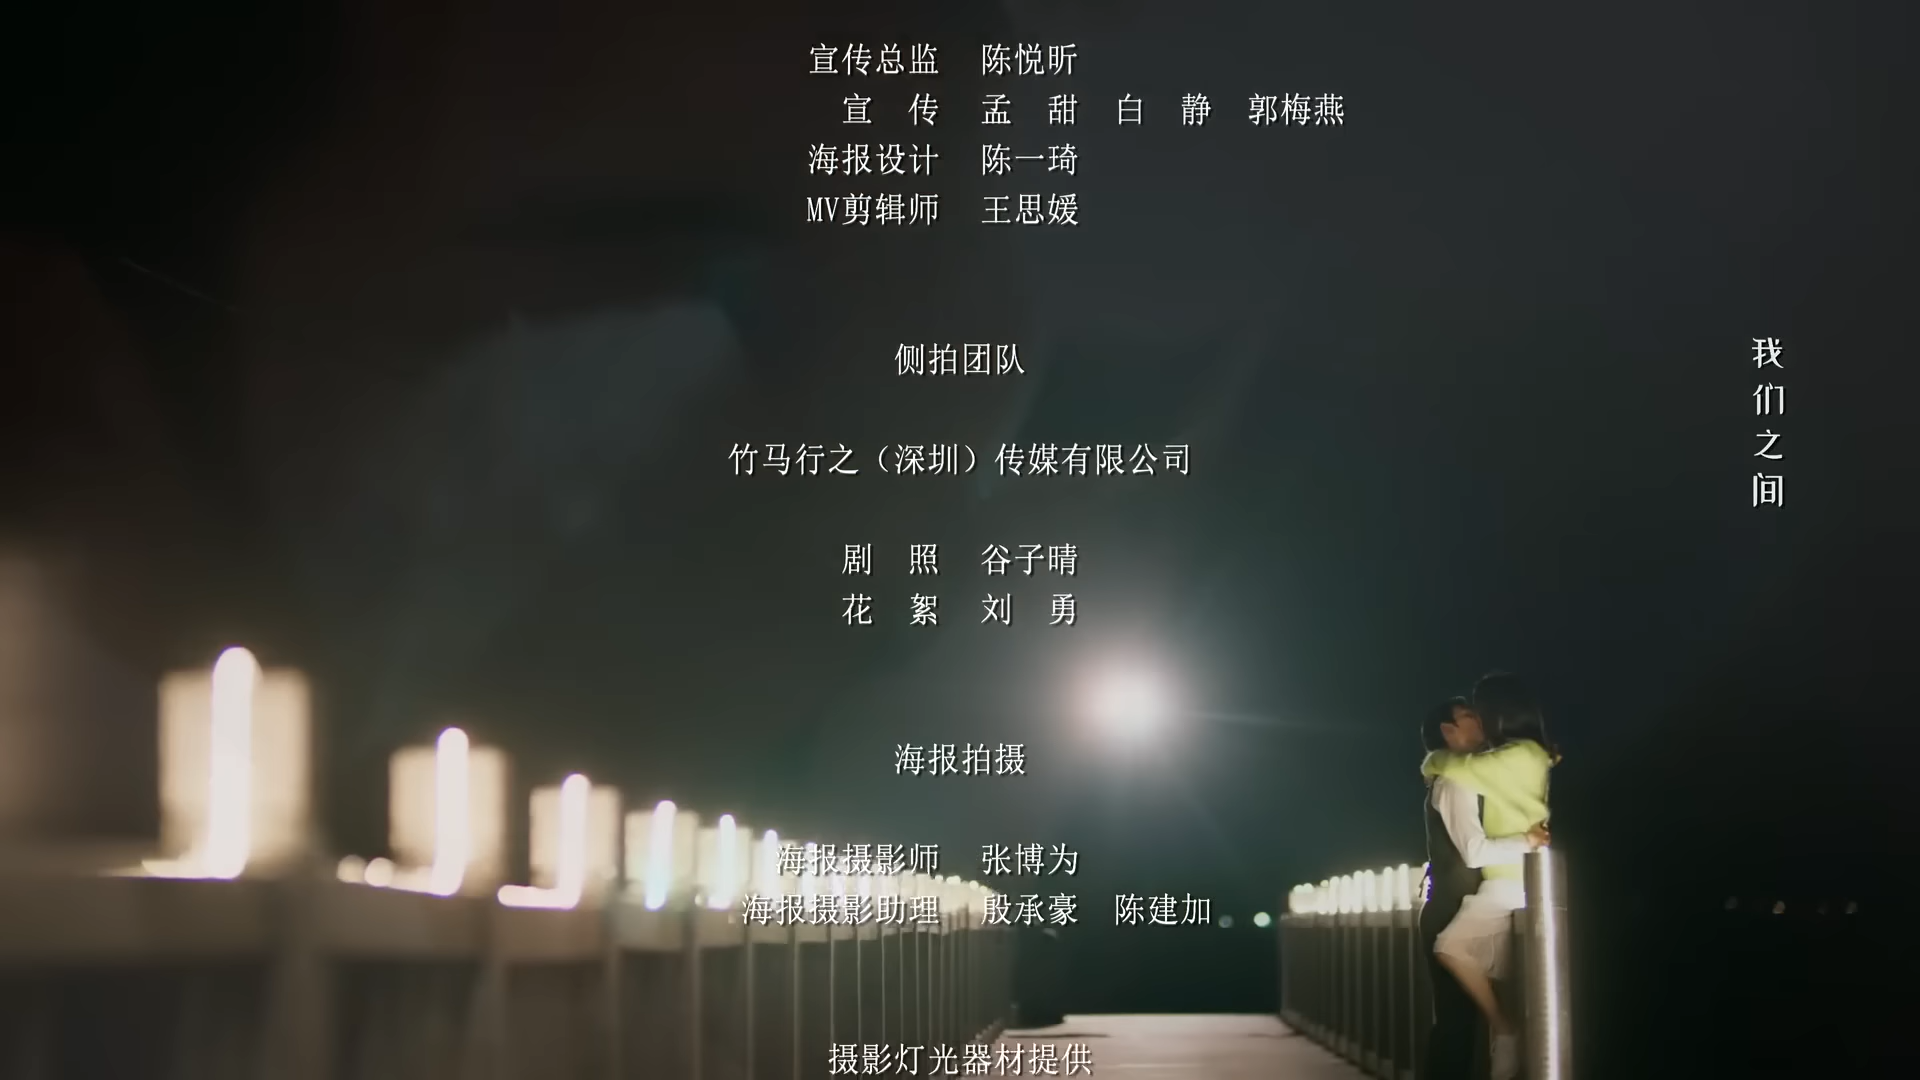 宣传总监 陈悦昕
宣 传 孟 甜 白 静 郭梅燕
海报设计 陈一琦
MV剪辑师 王思媛
侧拍团队
竹马行之（深圳）传媒有限公司
剧 照 谷子晴
花 絮 刘 勇
海报拍摄
海报摄影师 张博为
海报摄影助理 殷承豪 陈建加
摄影灯光器材提供
我们之间